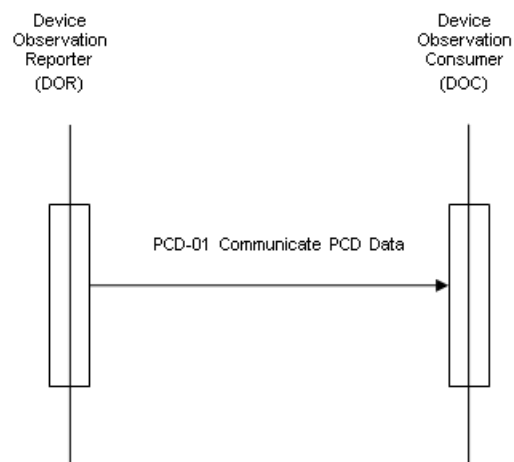 Device
Observation
Reporter
(DOR)
Device
Observation
Consumer
(DOC)
PCD-01 Communicate PCD Data